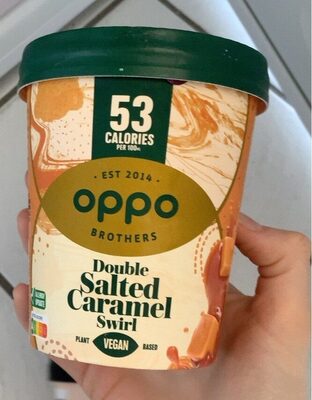 53
CALORIES
PER 100ML
· EST 2014 ·
oppo
BROTHERS
Double
Salted
Caramel
Swirl
PLANT VEGAN BASED